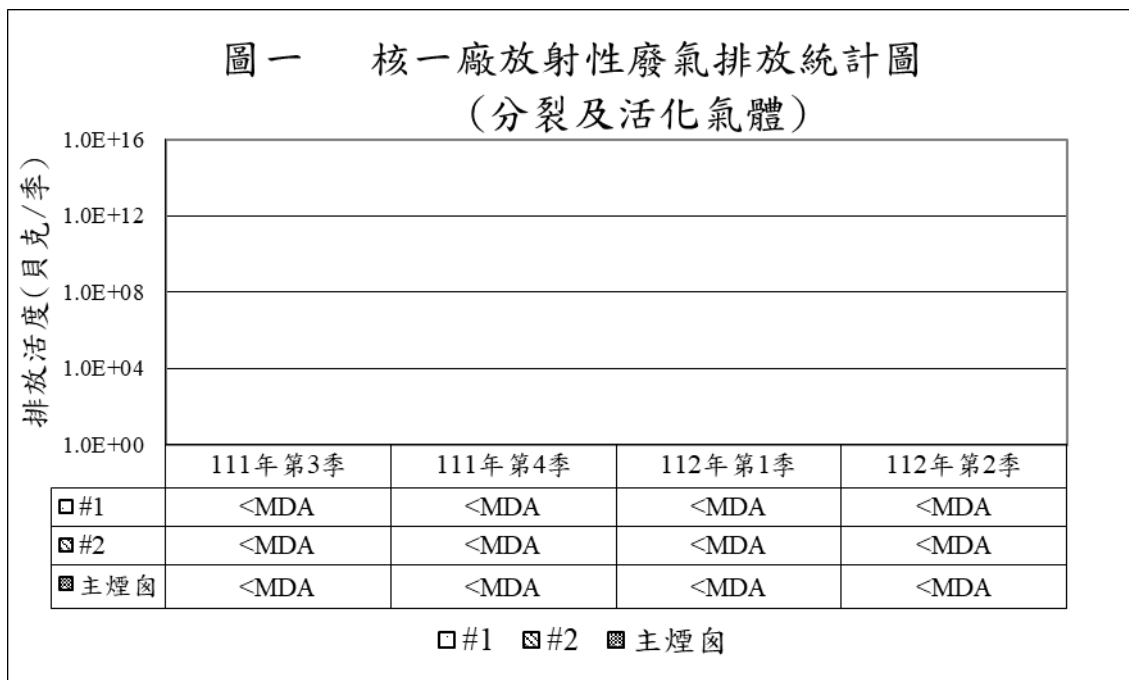 圖一 核一廠放射性廢氣排放統計圖
(分裂及活化氣體)
排放活度(貝克/季)
1.0E+16
1.0E+12
1.0E+08
1.0E+04
1.0E+00
111年第3季 111年第4季 112年第1季 112年第2季
#1 <MDA <MDA <MDA <MDA
#2 <MDA <MDA <MDA <MDA
主煙囪 <MDA <MDA <MDA <MDA
#1 #2 主煙囪